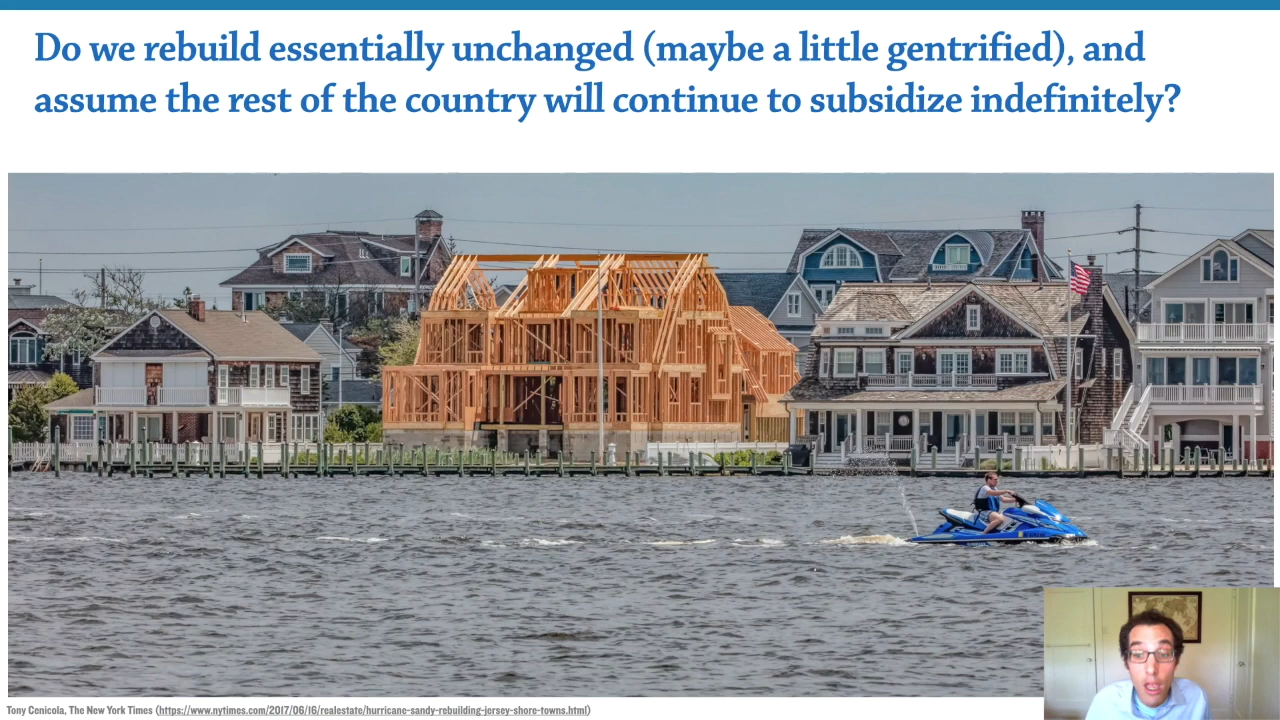 Do we rebuild essentially unchanged (maybe a little gentrified), and
assume the rest of the country will continue to subsidize indefinitely?
Tony Cenicola, The New York Times (https://www.nytimes.com/2017/06/16/realestate/hurricane-sandy-rebuilding-jersey-shore-towns.html)